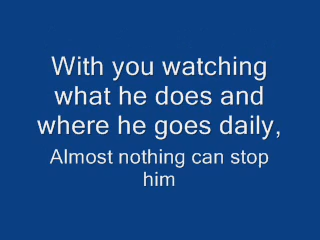 With you watching
what he does and
where he goes daily,
Almost nothing can stop
him